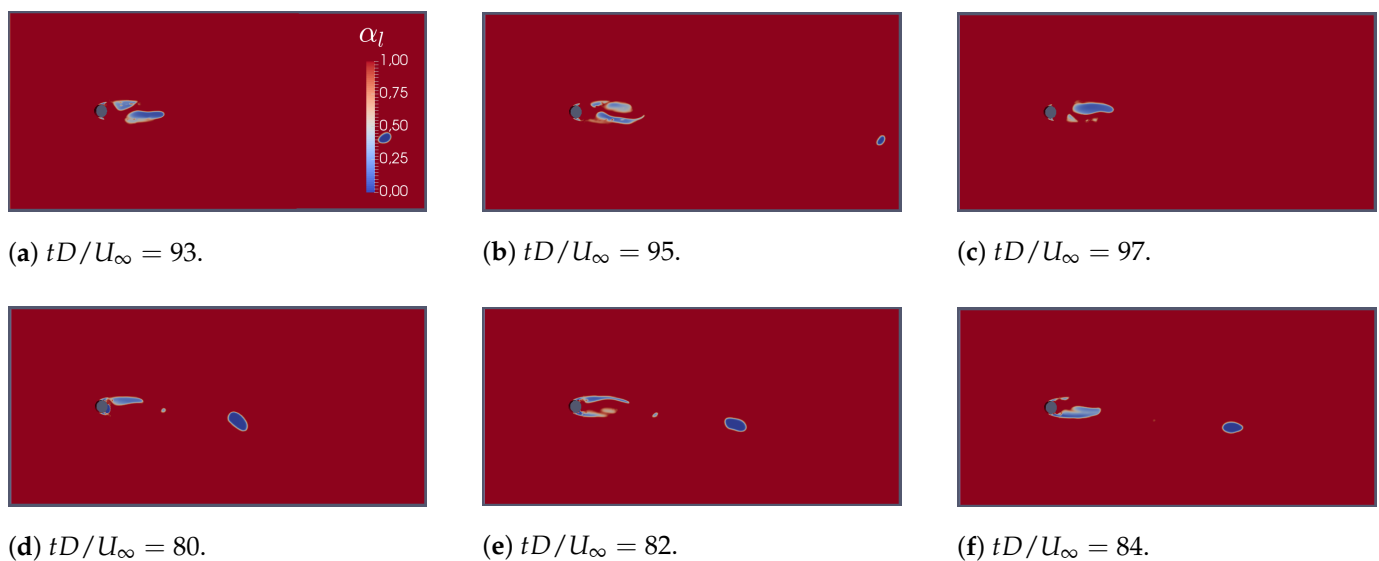 α_l
1,00
0,75
0,50
0,25
0,00
(a) tD/U∞ = 93.
(b) tD/U∞ = 95.
(c) tD/U∞ = 97.
(d) tD/U∞ = 80.
(e) tD/U∞ = 82.
(f) tD/U∞ = 84.